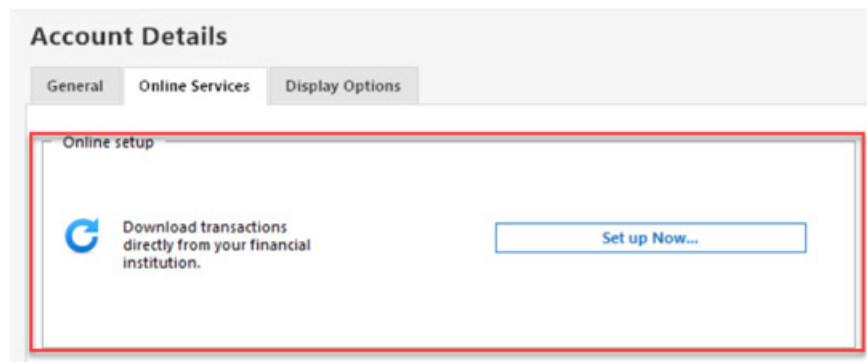 Account Details
General Online Services Display Options
Online setup
Download transactions
directly from your financial
institution.
Set up Now...